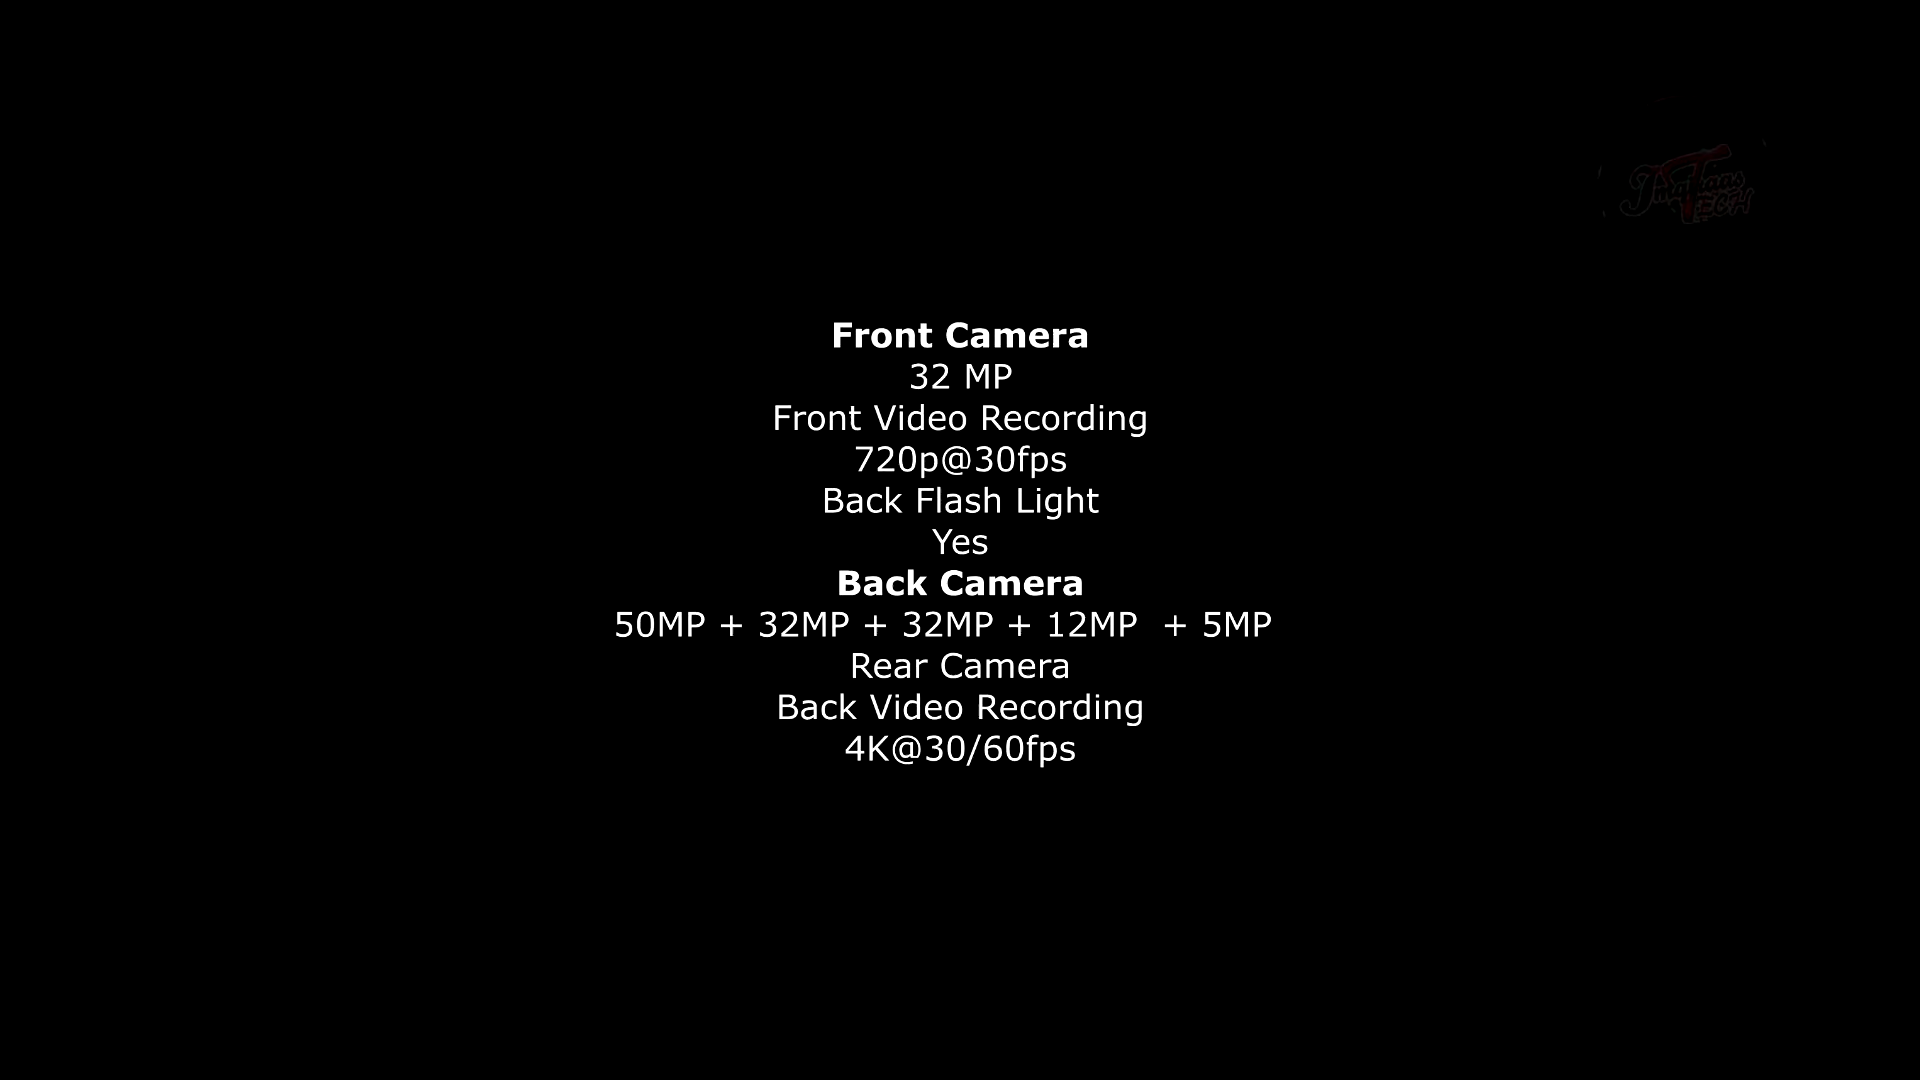 Front Camera
32 MP
Front Video Recording
720p@30fps
Back Flash Light
Yes
Back Camera
50MP + 32MP + 32MP + 12MP  + 5MP
Rear Camera
Back Video Recording
4K@30/60fps